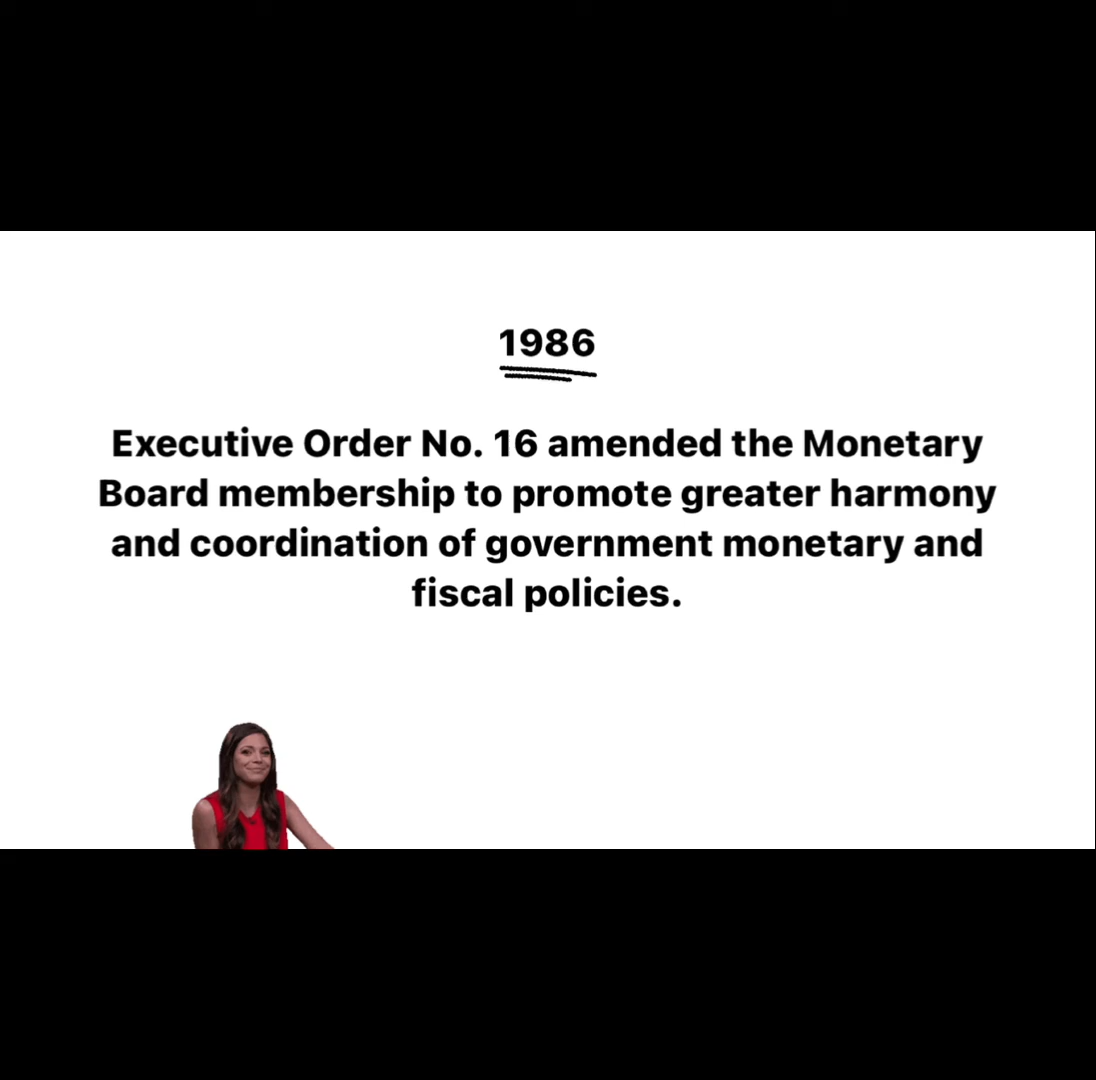 1986
Executive Order No. 16 amended the Monetary
Board membership to promote greater harmony
and coordination of government monetary and
fiscal policies.